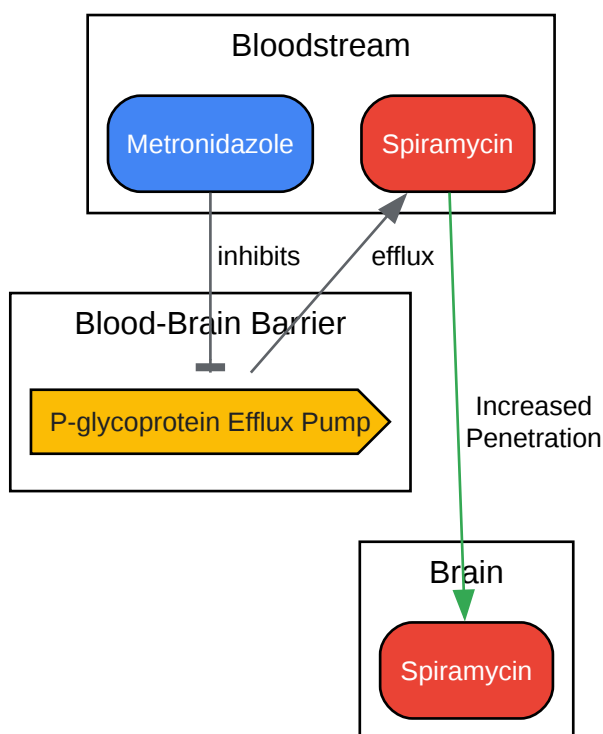 Bloodstream
Metronidazole
Spiramycin
inhibits
efflux
Blood-Brain Barrier
P-glycoprotein Efflux Pump
Increased
Penetration
Brain
Spiramycin